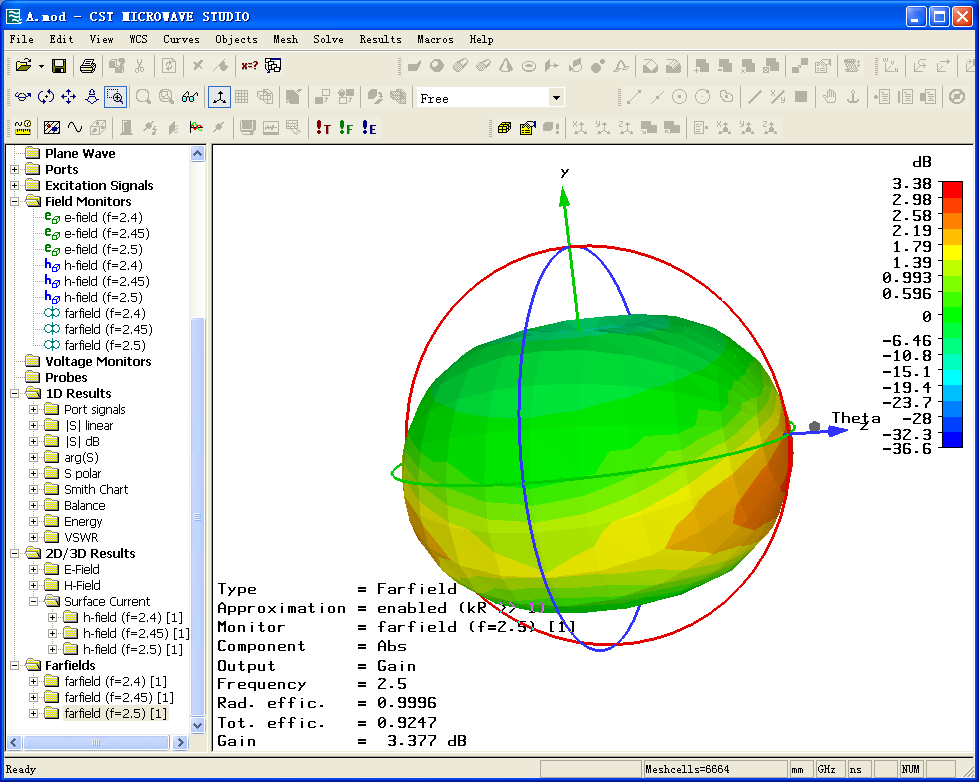 A.mod - CST MICROWAVE STUDIO
File Edit View WCS Curves Objects Mesh Solve Results Macros Help
x=?
Free
!T !F !E
Plane Wave
Ports
Excitation Signals
Field Monitors
e-field (f=2.4)
e-field (f=2.45)
e-field (f=2.5)
h-field (f=2.4)
h-field (f=2.45)
h-field (f=2.5)
farfield (f=2.4)
farfield (f=2.45)
farfield (f=2.5)
Voltage Monitors
Probes
1D Results
Port signals
|S| linear
|S| dB
arg(S)
S polar
Smith Chart
Balance
Energy
VSWR
2D/3D Results
E-Field
H-Field
Surface Current
h-field (f=2.4) [1]
h-field (f=2.45) [1]
h-field (f=2.5) [1]
Farfields
farfield (f=2.4) [1]
farfield (f=2.45) [1]
farfield (f=2.5) [1]
y
Theta
z
dB
3.38
2.98
2.58
2.19
1.79
1.39
0.993
0.596
0
-6.46
-10.8
-15.1
-19.4
-23.7
-28
-32.3
-36.6
Type = Farfield
Approximation = enabled (kR >> 1)
Monitor = farfield (f=2.5) [1]
Component = Abs
Output = Gain
Frequency = 2.5
Rad. effic. = 0.9996
Tot. effic. = 0.9247
Gain = 3.377 dB
Ready Meshcells=6664 mm GHz ns NUM